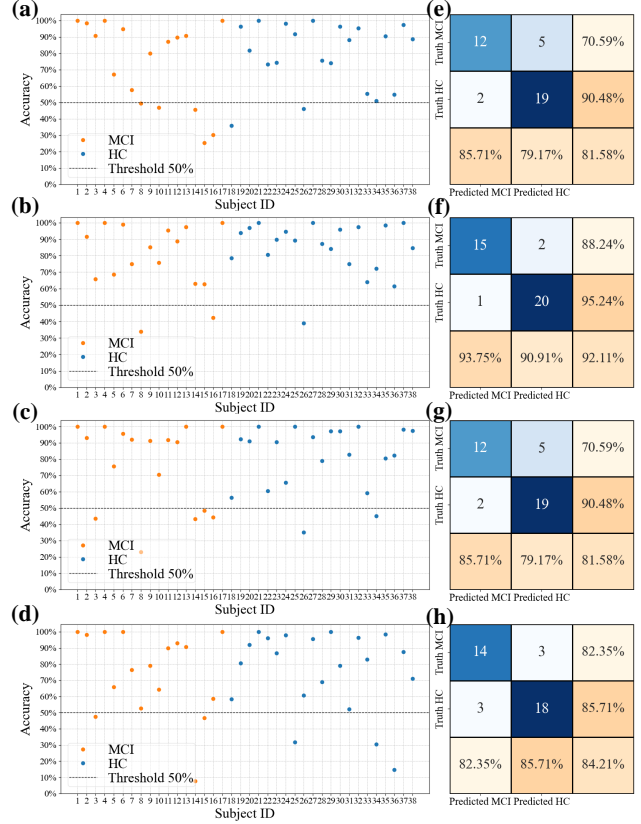 (a)
100%
90%
80%
70%
60%
50%
40%
30%
20%
10%
0%
Accuracy
MCI
HC
Threshold 50%
1 2 3 4 5 6 7 8 9 10 11 12 13 14 15 16 17 18 19 20 21 22 23 24 25 26 27 28 29 30 31 32 33 34 35 36 37 38
Subject ID
(e)
Truth MCI
12 5 70.59%
Truth HC
2 19 90.48%
85.71% 79.17% 81.58%
Predicted MCI Predicted HC
(b)
100%
90%
80%
70%
60%
50%
40%
30%
20%
10%
0%
Accuracy
MCI
HC
Threshold 50%
1 2 3 4 5 6 7 8 9 10 11 12 13 14 15 16 17 18 19 20 21 22 23 24 25 26 27 28 29 30 31 32 33 34 35 36 37 38
Subject ID
(f)
Truth MCI
15 2 88.24%
Truth HC
1 20 95.24%
93.75% 90.91% 92.11%
Predicted MCI Predicted HC
(c)
100%
90%
80%
70%
60%
50%
40%
30%
20%
10%
0%
Accuracy
MCI
HC
Threshold 50%
1 2 3 4 5 6 7 8 9 10 11 12 13 14 15 16 17 18 19 20 21 22 23 24 25 26 27 28 29 30 31 32 33 34 35 36 37 38
Subject ID
(g)
Truth MCI
12 5 70.59%
Truth HC
2 19 90.48%
85.71% 79.17% 81.58%
Predicted MCI Predicted HC
(d)
100%
90%
80%
70%
60%
50%
40%
30%
20%
10%
0%
Accuracy
MCI
HC
Threshold 50%
1 2 3 4 5 6 7 8 9 10 11 12 13 14 15 16 17 18 19 20 21 22 23 24 25 26 27 28 29 30 31 32 33 34 35 36 37 38
Subject ID
(h)
Truth MCI
14 3 82.35%
Truth HC
3 18 85.71%
82.35% 85.71% 84.21%
Predicted MCI Predicted HC